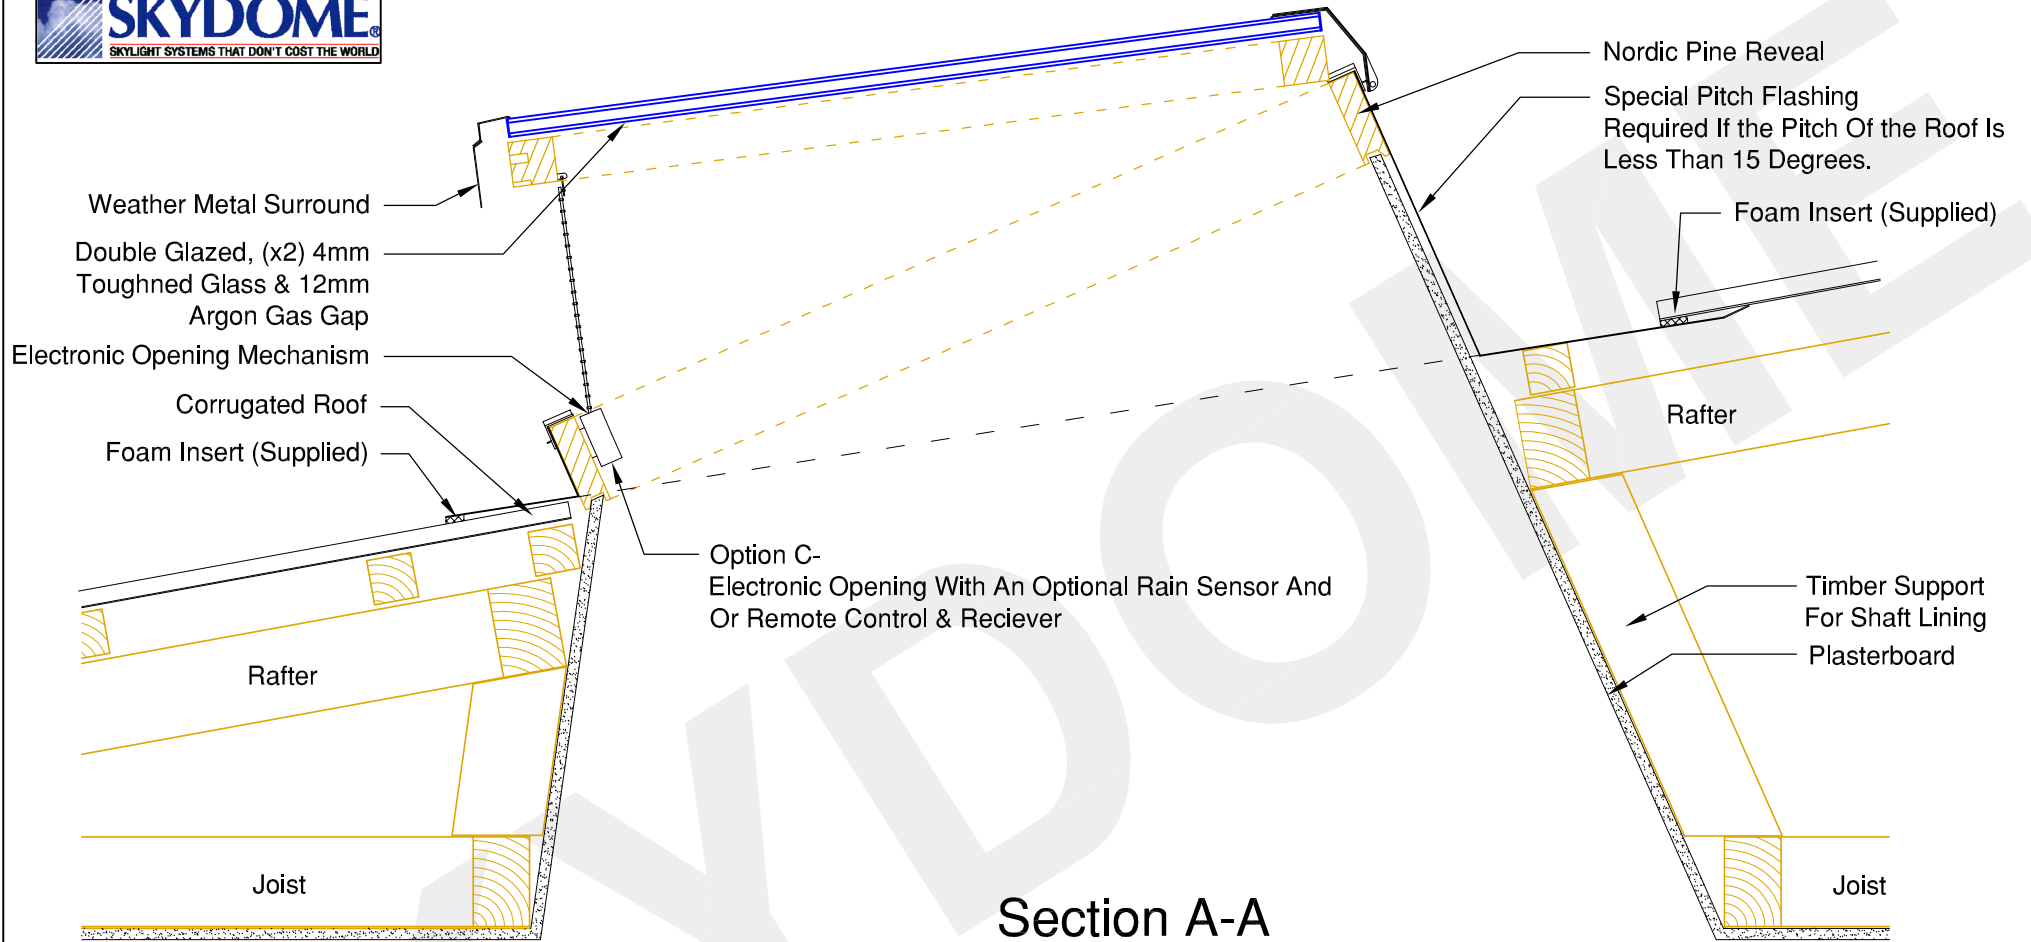 SKYDOME®
SKYLIGHT SYSTEMS THAT DON'T COST THE WORLD
Nordic Pine Reveal
Special Pitch Flashing
Required If the Pitch Of the Roof Is
Less Than 15 Degrees.
Foam Insert (Supplied)
Weather Metal Surround
Double Glazed, (x2) 4mm
Toughned Glass & 12mm
Argon Gas Gap
Electronic Opening Mechanism
Corrugated Roof
Foam Insert (Supplied)
Rafter
Option C-
Electronic Opening With An Optional Rain Sensor And
Or Remote Control & Reciever
Timber Support
For Shaft Lining
Plasterboard
Rafter
Joist
Joist
Section A-A
YDOME